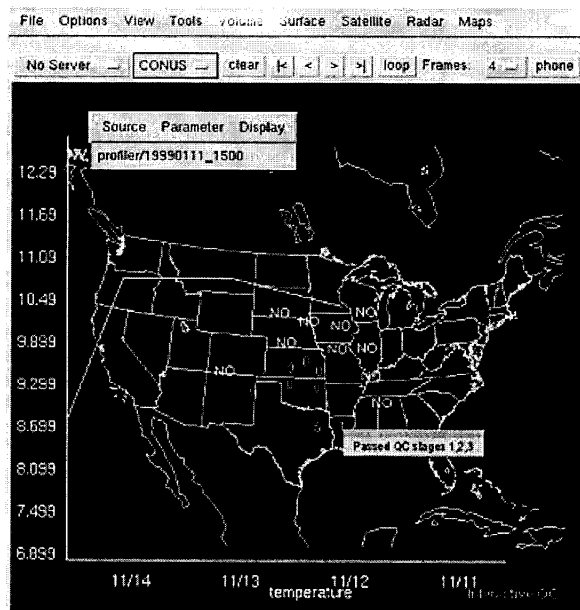 File Options View Tools Volume Surface Satellite Radar Maps
No Server CONUS clear |< < > >| loop Frames: 4 phone
Source Parameter Display
profiler/19990111_1500
12.29
11.69
11.09
10.49
9.899
9.299
8.699
8.099
7.499
6.899
NO
NO
NO
NO
NO
NO
NO
NO
NO
Passed QC stages 1,2,3
11/14 11/13 11/12 11/11
temperature
Interactive QC